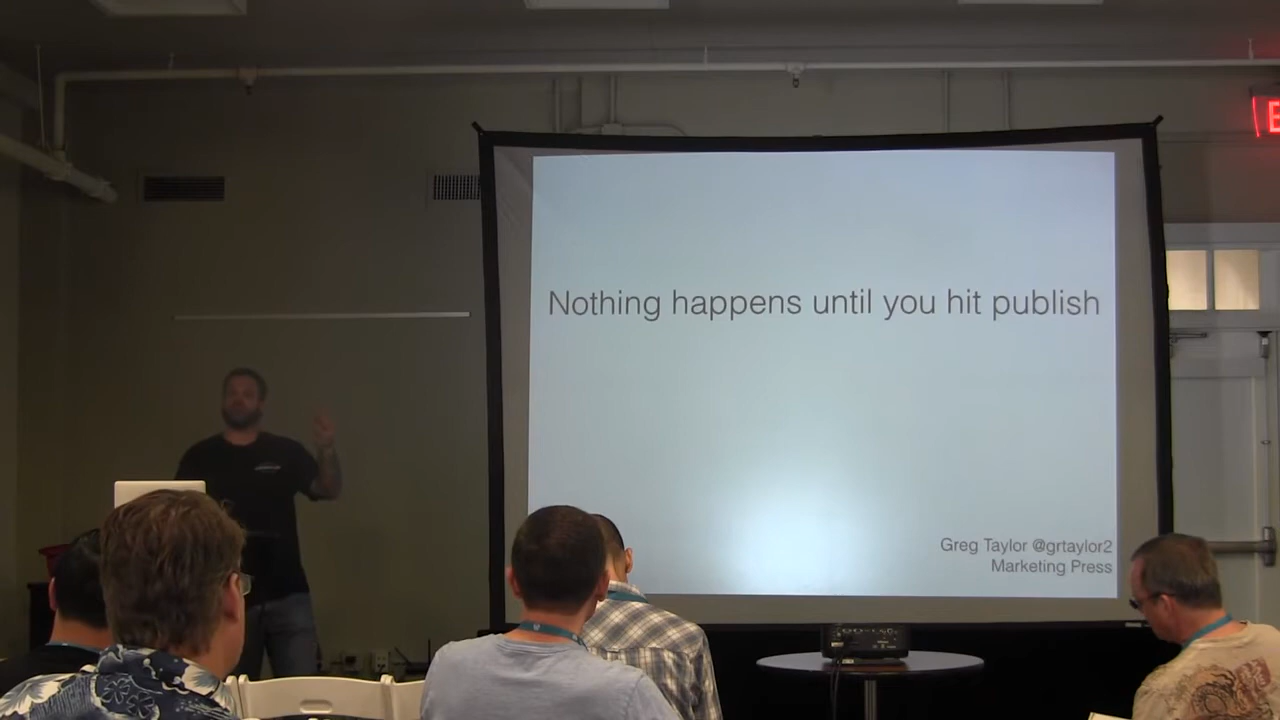 Nothing happens until you hit publish
Greg Taylor @grtaylor2
Marketing Press